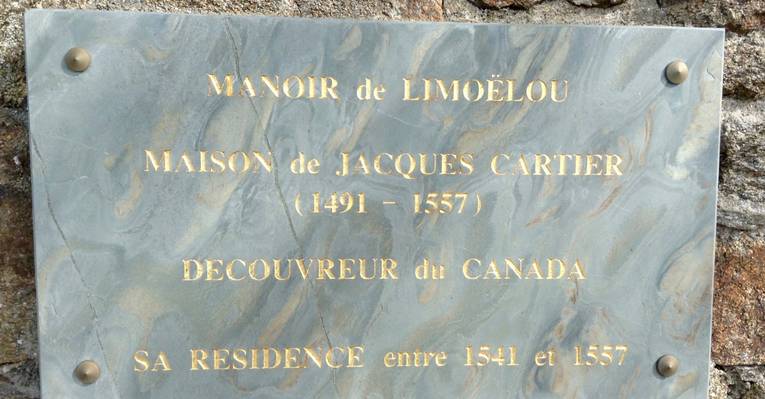 MANOIR de LIMOËLOU
MAISON de JACQUES CARTIER
(1491 - 1557)
DECOUVREUR du CANADA
SA RESIDENCE entre 1541 et 1557